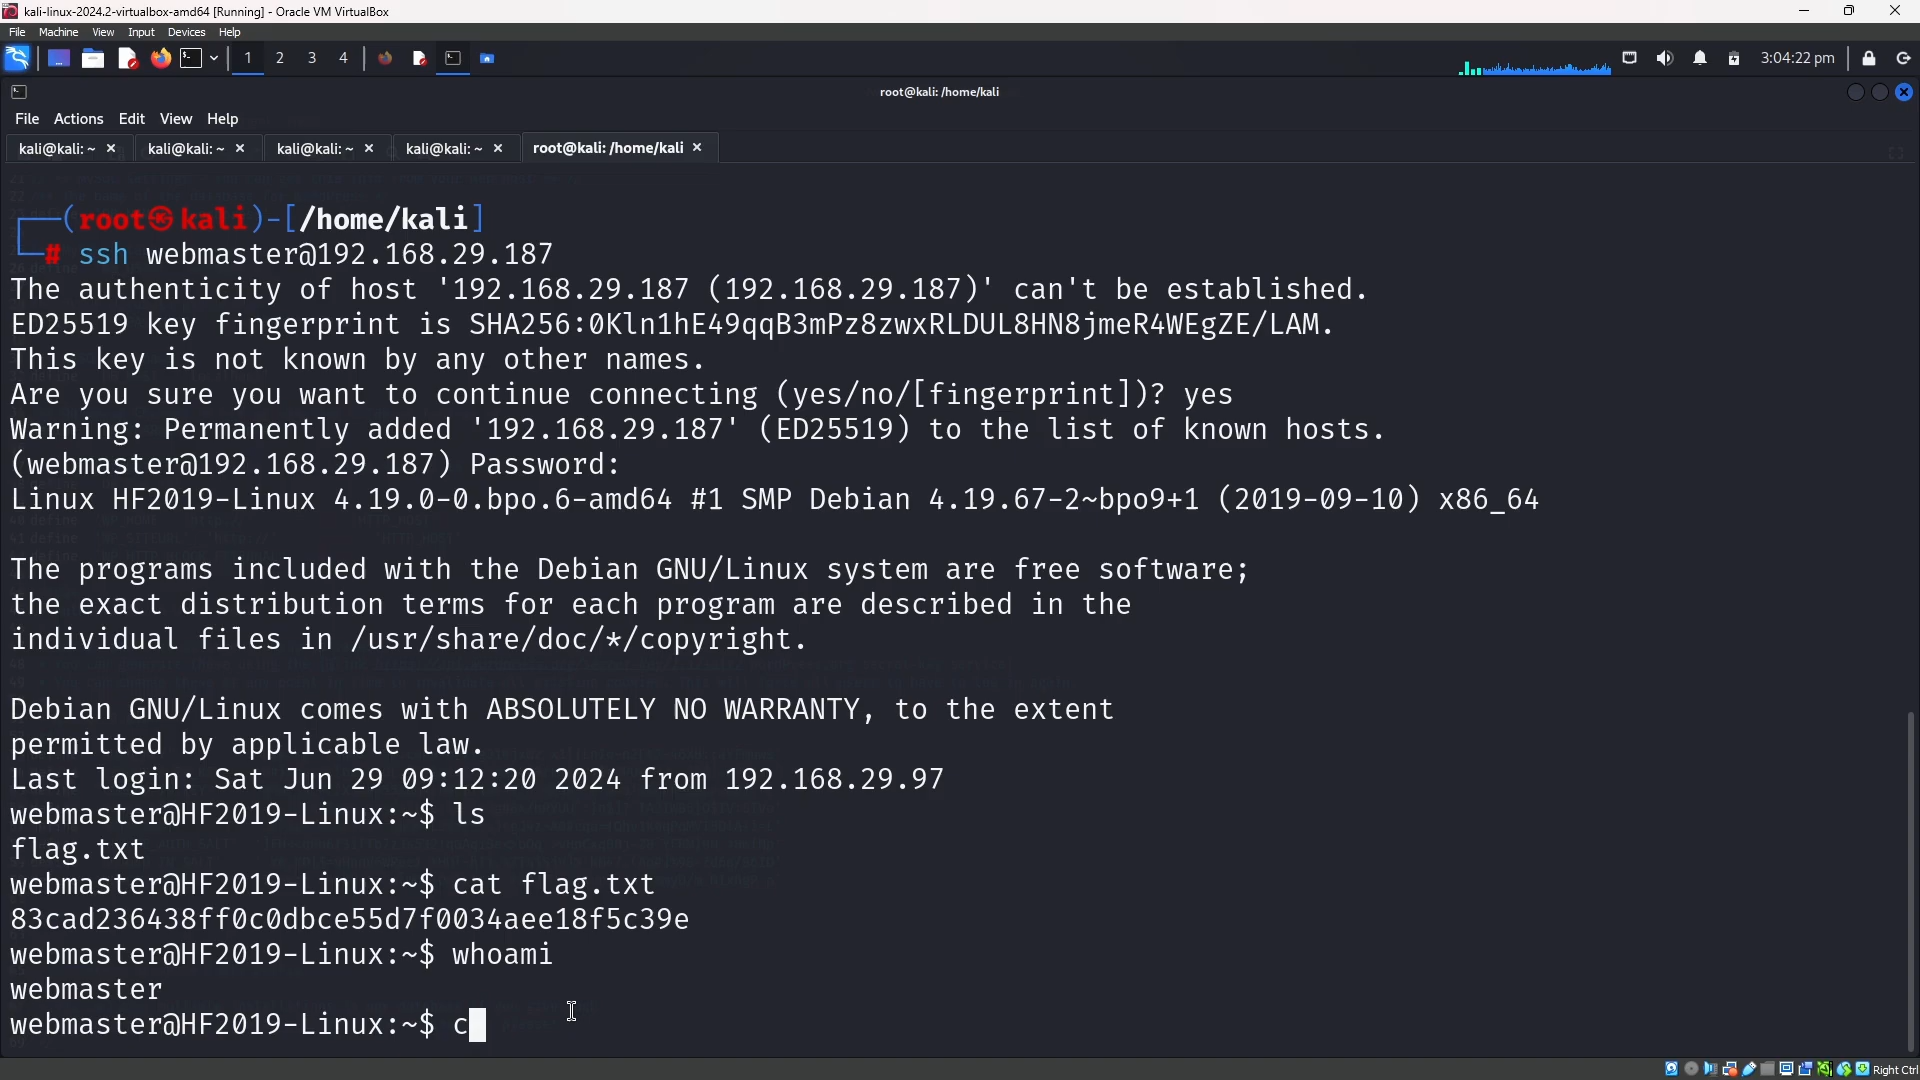 kali-linux-2024.2-virtualbox-amd64 [Running] - Oracle VM VirtualBox
File Machine View Input Devices Help
1 2 3 4 3:04:22 pm
root@kali: /home/kali
File Actions Edit View Help
kali@kali: ~ × kali@kali: ~ × kali@kali: ~ × kali@kali: ~ × root@kali: /home/kali ×
┌──(root㉿kali)-[/home/kali]
└─# ssh webmaster@192.168.29.187
The authenticity of host '192.168.29.187 (192.168.29.187)' can't be established.
ED25519 key fingerprint is SHA256:0Kln1hE49qqB3mPz8zwxRLDUL8HN8jmeR4WEgZE/LAM.
This key is not known by any other names.
Are you sure you want to continue connecting (yes/no/[fingerprint])? yes
Warning: Permanently added '192.168.29.187' (ED25519) to the list of known hosts.
(webmaster@192.168.29.187) Password:
Linux HF2019-Linux 4.19.0-0.bpo.6-amd64 #1 SMP Debian 4.19.67-2~bpo9+1 (2019-09-10) x86_64
The programs included with the Debian GNU/Linux system are free software;
the exact distribution terms for each program are described in the
individual files in /usr/share/doc/*/copyright.
Debian GNU/Linux comes with ABSOLUTELY NO WARRANTY, to the extent
permitted by applicable law.
Last login: Sat Jun 29 09:12:20 2024 from 192.168.29.97
webmaster@HF2019-Linux:~$ ls
flag.txt
webmaster@HF2019-Linux:~$ cat flag.txt
83cad236438ff0c0dbce55d7f0034aee18f5c39e
webmaster@HF2019-Linux:~$ whoami
webmaster
webmaster@HF2019-Linux:~$ c
Right Ctrl